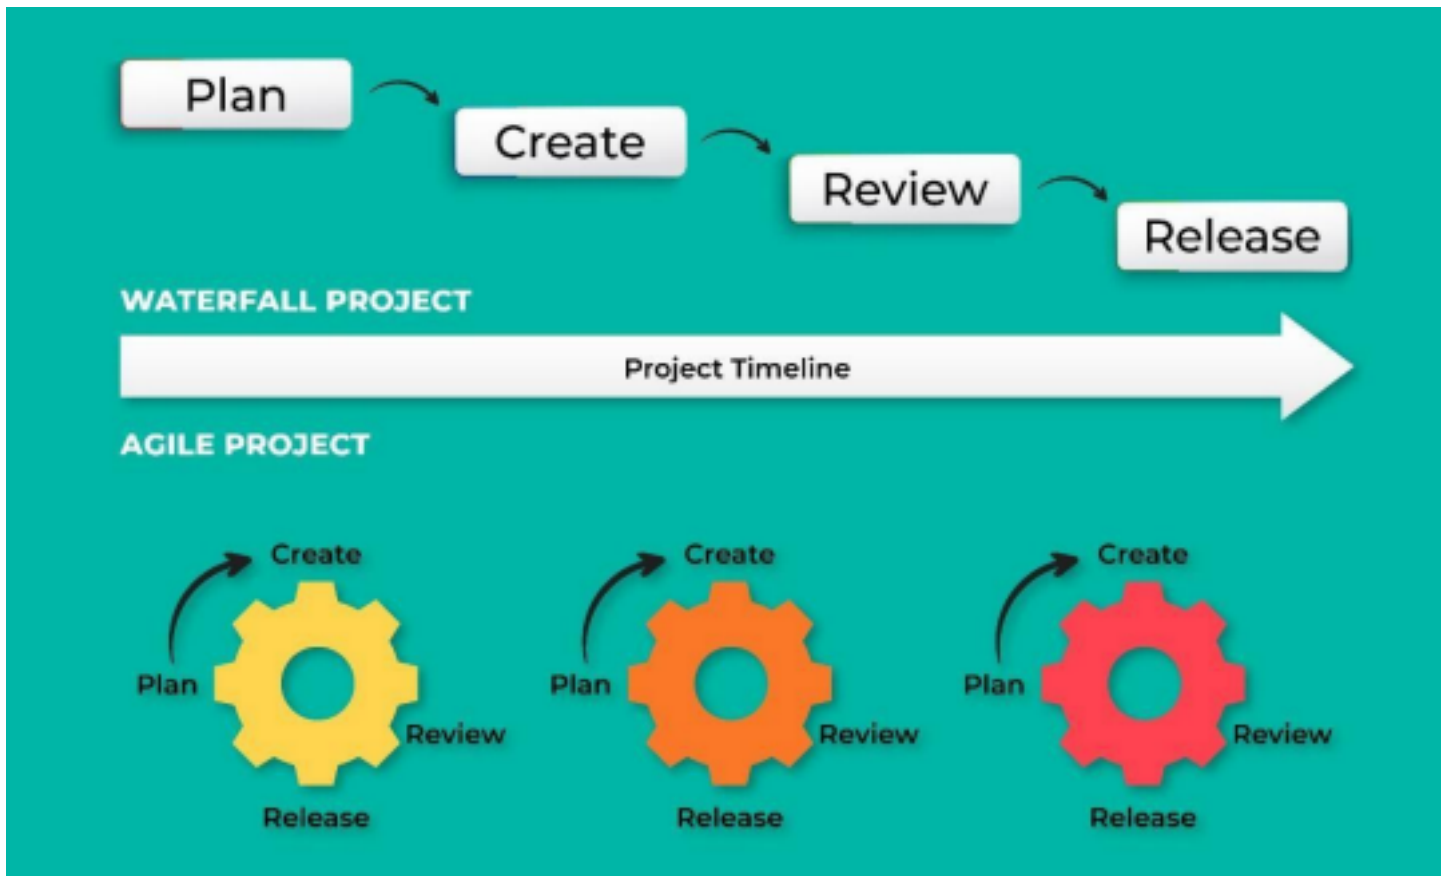 Plan
Create
Review
Release
WATERFALL PROJECT
Project Timeline
AGILE PROJECT
Create
Plan
Review
Release
Create
Plan
Review
Release
Create
Plan
Review
Release